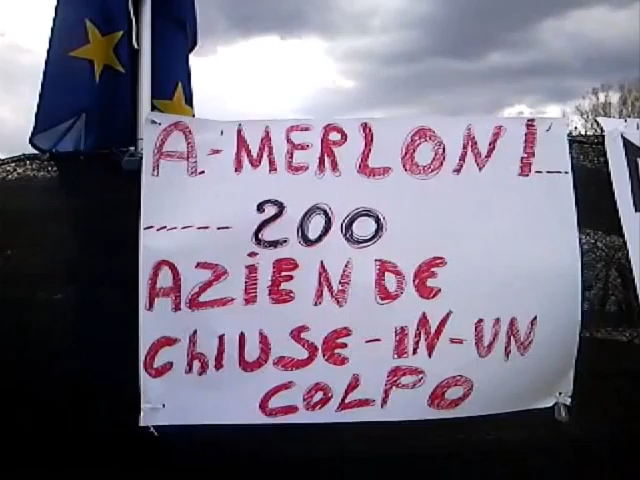 A-MERLONI...
------ 200
AZIENDE
ChIUSE-IN-UN
COLPO